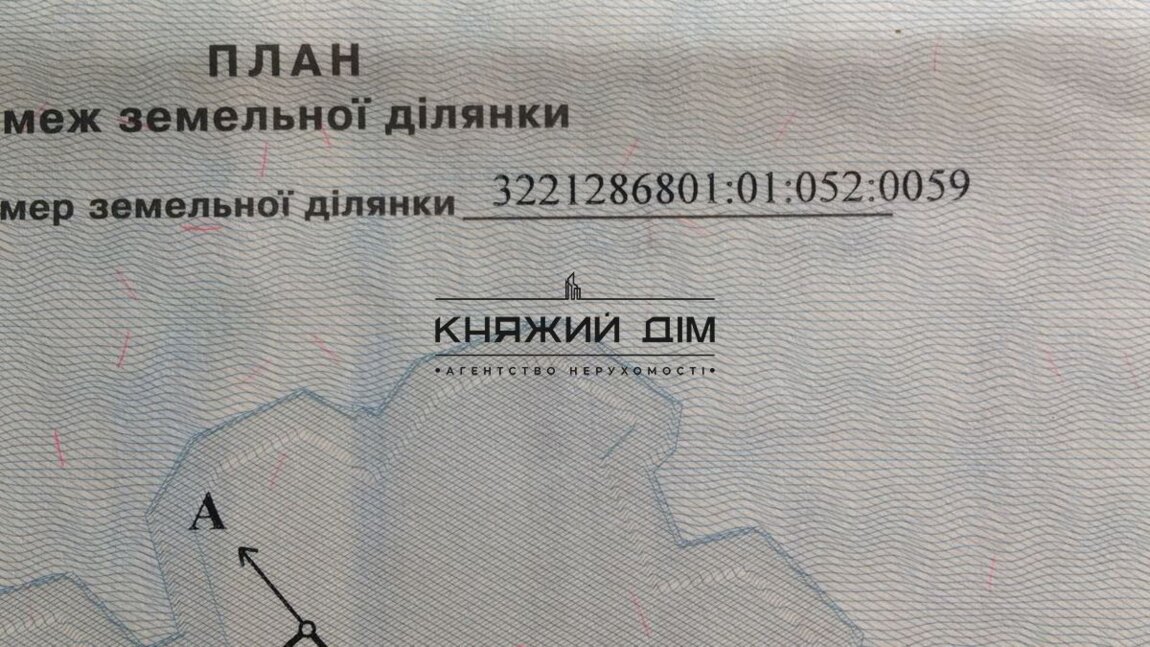 ПЛАН
меж земельної ділянки
мер земельної ділянки 3221286801:01:052:0059
КНЯЖИЙ ДІМ
•АГЕНТСТВО НЕРУХОМОСТІ•
А